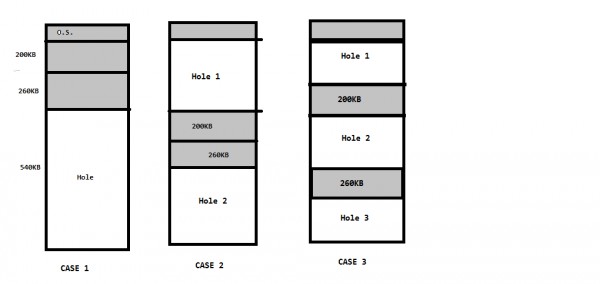 O.S.
200KB
260KB
540KB
Hole
CASE 1
Hole 1
200KB
260KB
Hole 2
CASE 2
Hole 1
200KB
Hole 2
260KB
Hole 3
CASE 3